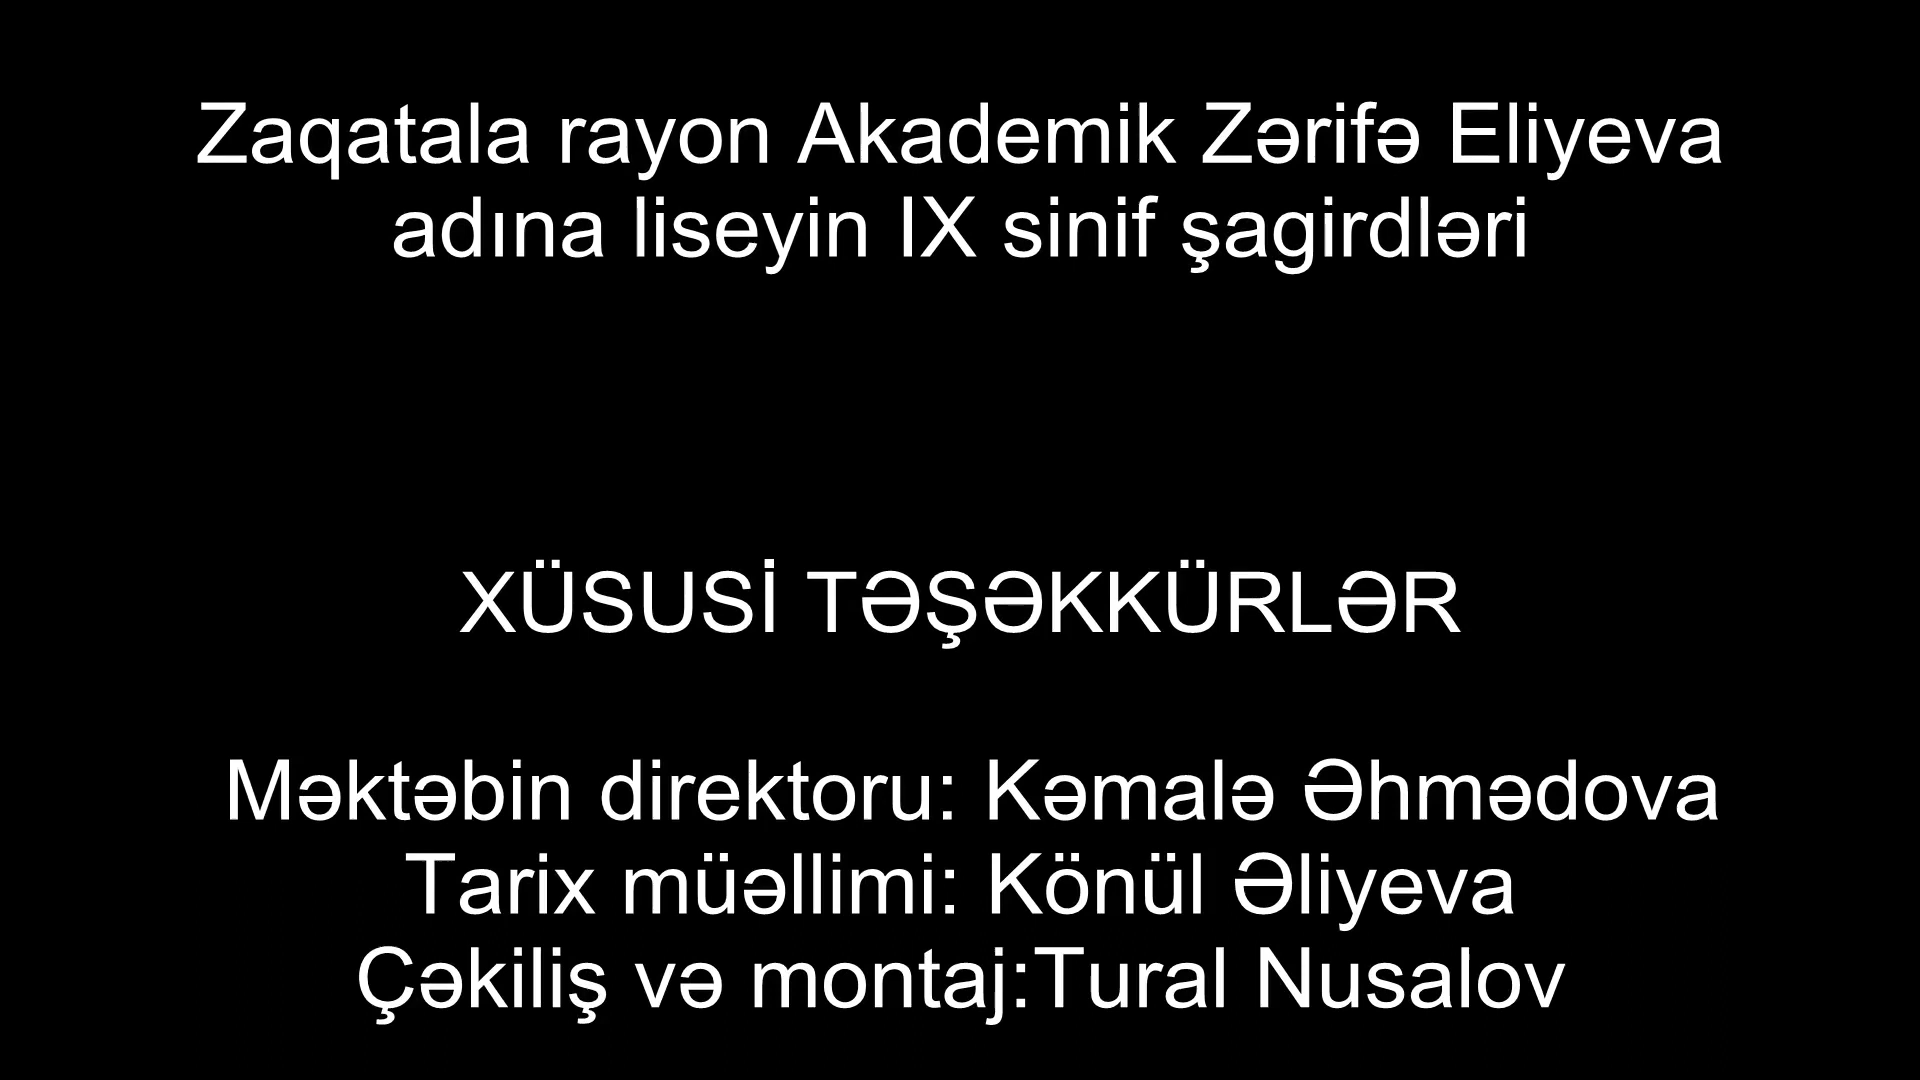 Zaqatala rayon Akademik Zərifə Eliyeva
adına liseyin IX sinif şagirdləri
XÜSUSİ TƏŞƏKKÜRLƏR
Məktəbin direktoru: Kəmalə Əhmədova
Tarix müəllimi: Könül Əliyeva
Çəkiliş və montaj:Tural Nusalov